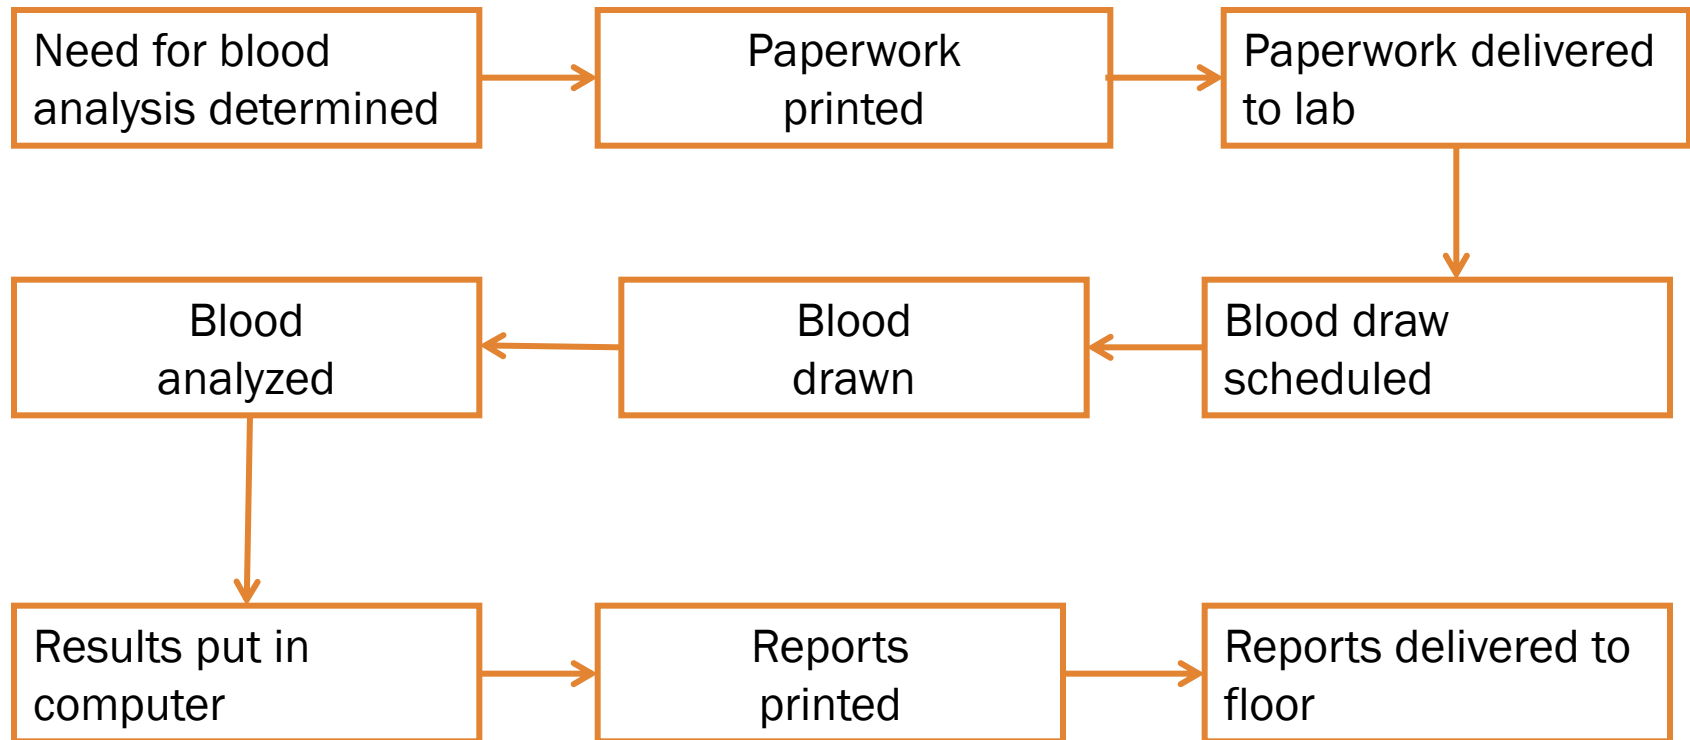 Need for blood
analysis determined
Paperwork
printed
Paperwork delivered
to lab
Blood draw
scheduled
Blood
drawn
Blood
analyzed
Results put in
computer
Reports
printed
Reports delivered to
floor